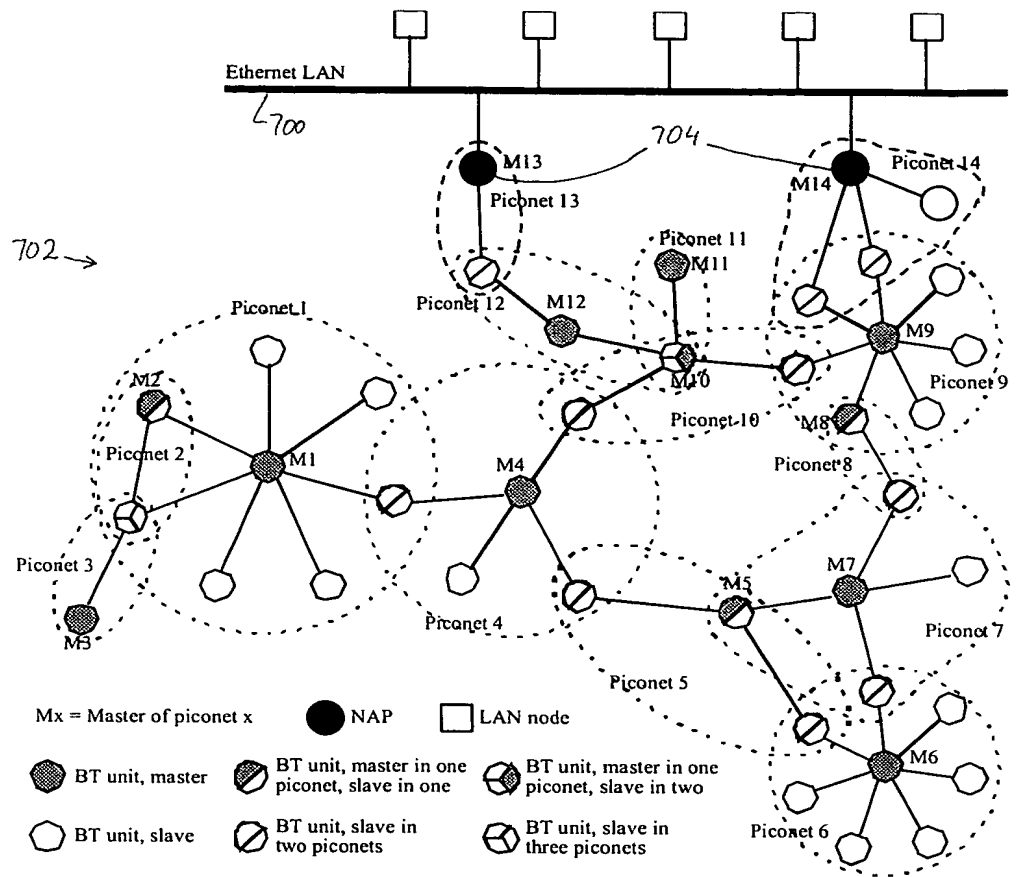 Ethernet LAN
700
704
M13
Piconet 14
M14
Piconet 13
702
Piconet 11
M11
Piconet 12
M12
Piconet 1
M9
M10
M2
Piconet 9
Piconet 10
M8
Piconet 2
M1
M4
Piconet 8
Piconet 3
M5
M7
M3
Piconet 4
Piconet 7
Piconet 5
Mx = Master of piconet x
NAP
LAN node
M6
BT unit, master
BT unit, master in one
piconet, slave in one
BT unit, master in one
piconet, slave in two
BT unit, slave
BT unit, slave in
two piconets
BT unit, slave in
three piconets
Piconet 6